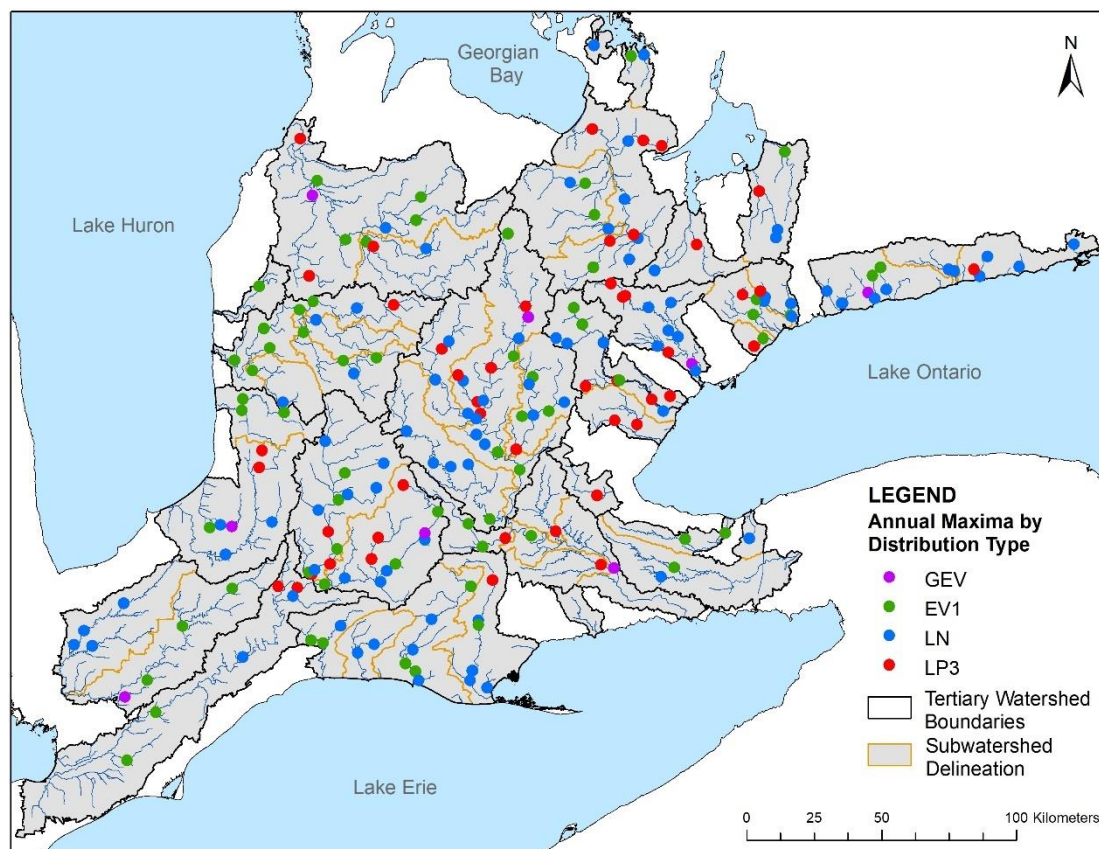 Georgian
Bay
N
Lake Huron
Lake Ontario
LEGEND
Annual Maxima by
Distribution Type
GEV
EV1
LN
LP3
Tertiary Watershed
Boundaries
Subwatershed
Delineation
Lake Erie
0 25 50 100 Kilometers